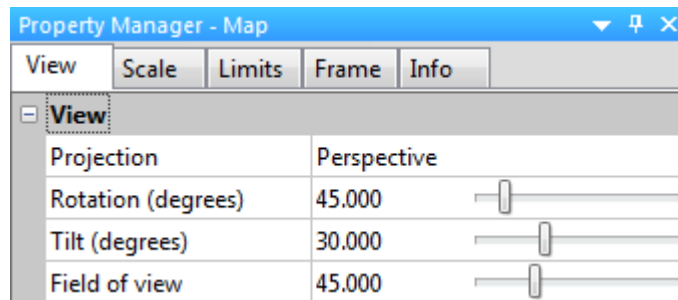 Property Manager - Map
View Scale Limits Frame Info
View
Projection Perspective
Rotation (degrees) 45.000
Tilt (degrees) 30.000
Field of view 45.000